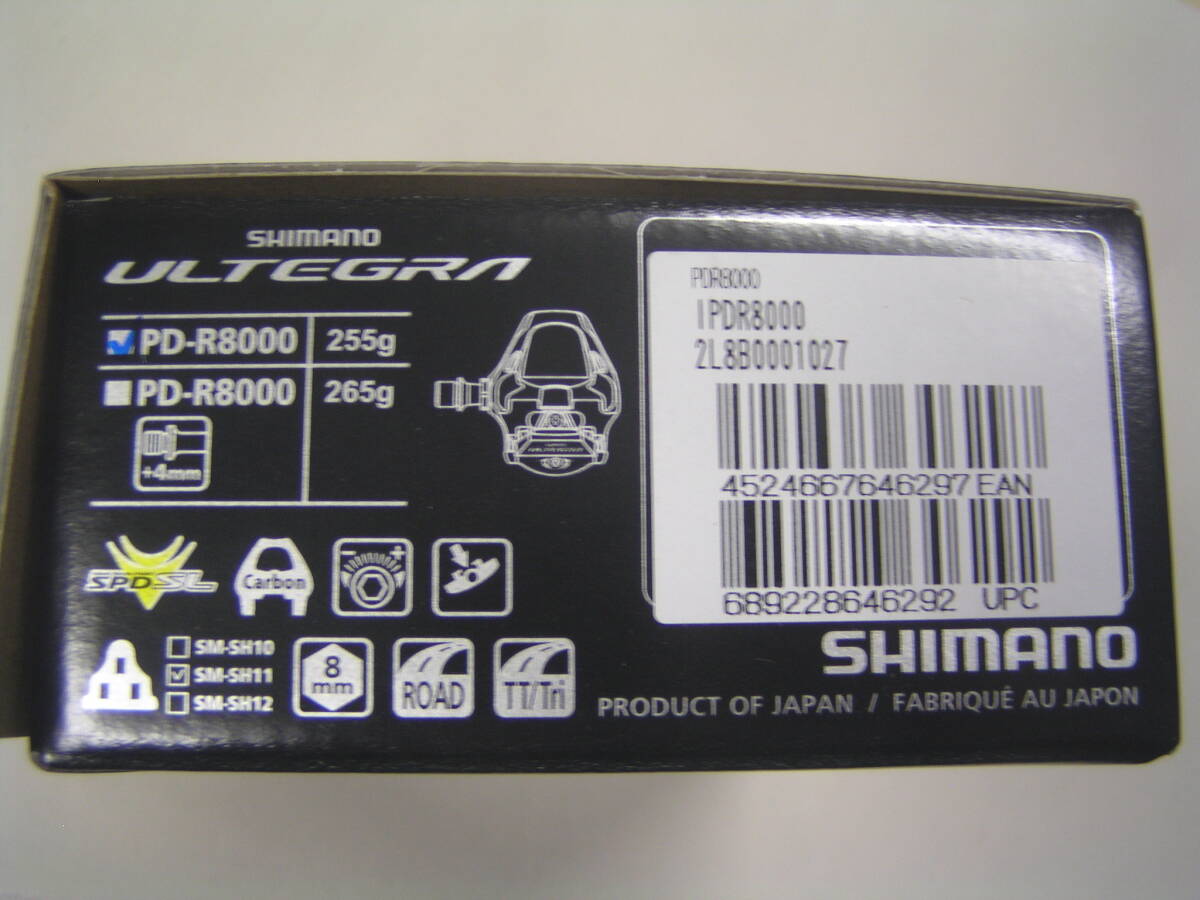 SHIMANO
ULTEGRA
PD-R8000 255g
PD-R8000 265g
+4mm
SPD-SL
Carbon
- +
SM-SH10
SM-SH11
SM-SH12
8
mm
ROAD
TT/Tri
PDR8000
IPDR8000
2L8B0001027
4524667646297 EAN
689228646292 UPC
SHIMANO
PRODUCT OF JAPAN / FABRIQUÊ AU JAPON